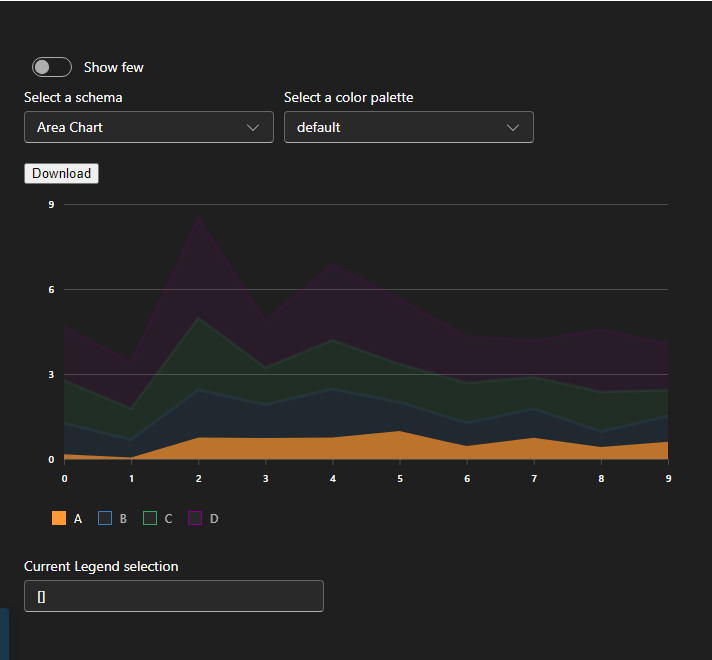 Show few
Select a schema Select a color palette
Area Chart default
Download
9
6
3
0
0 1 2 3 4 5 6 7 8 9
A B C D
Current Legend selection
[]